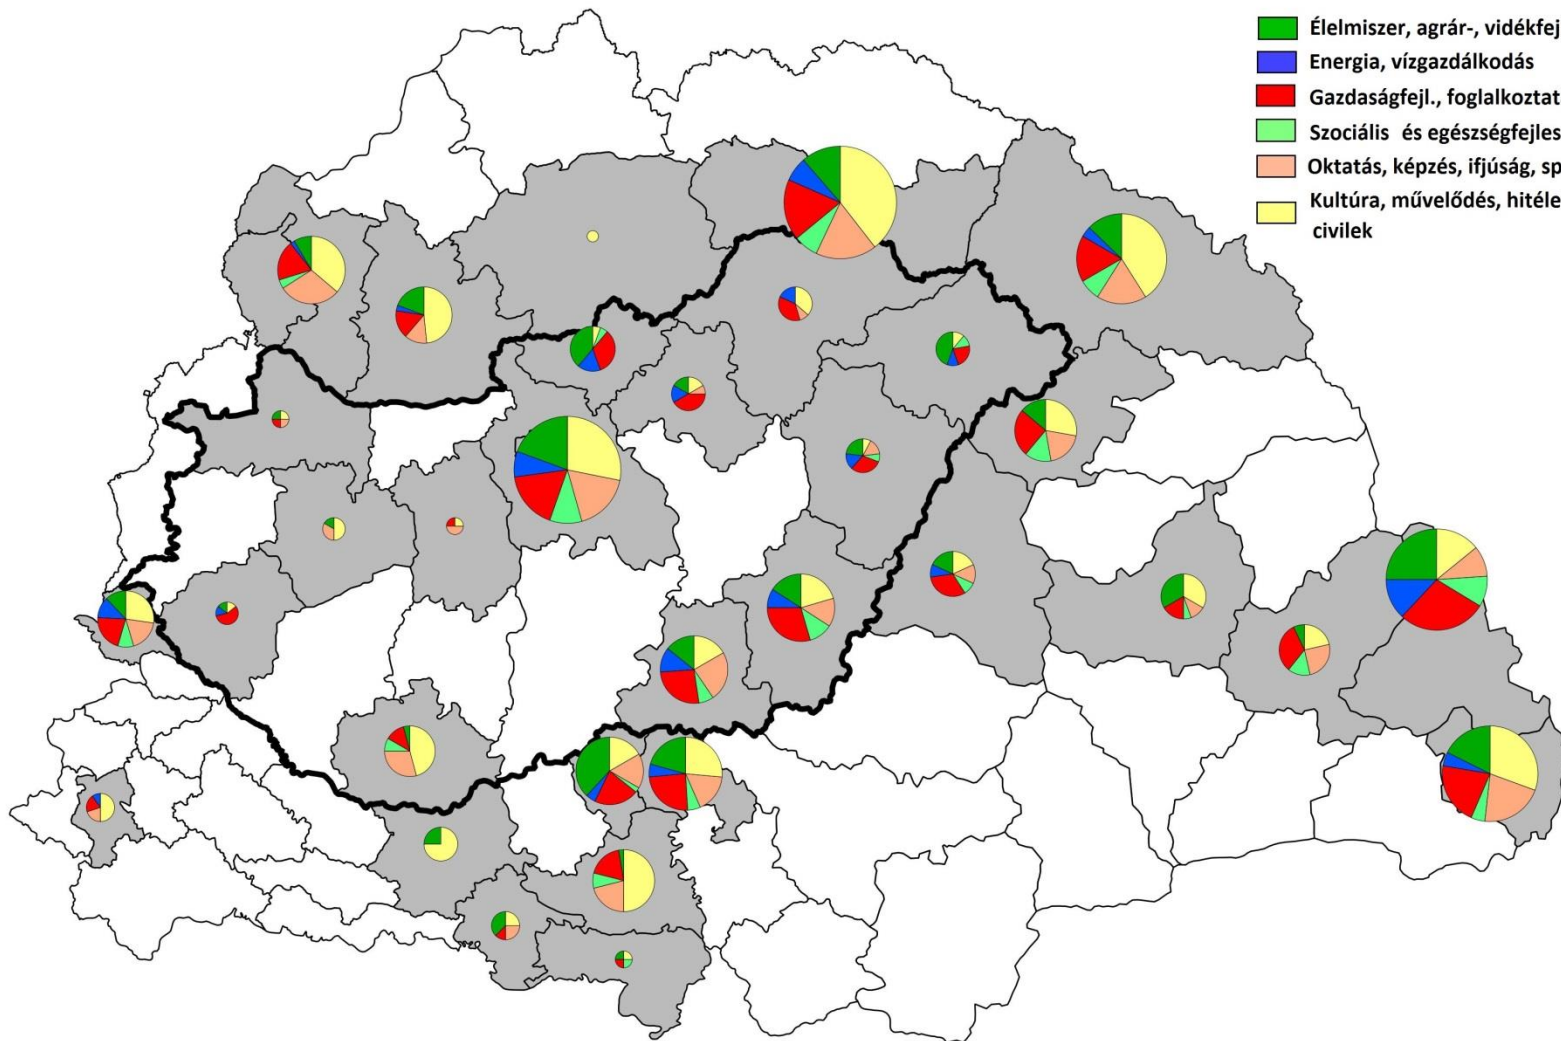 Élelmiszer, agrár-, vidékfej
Energia, vízgazdálkodás
Gazdaságfejl., foglalkoztat
Szociális és egészségfejles
Oktatás, képzés, ifjúság, sp
Kultúra, művelődés, hitéle
civilek